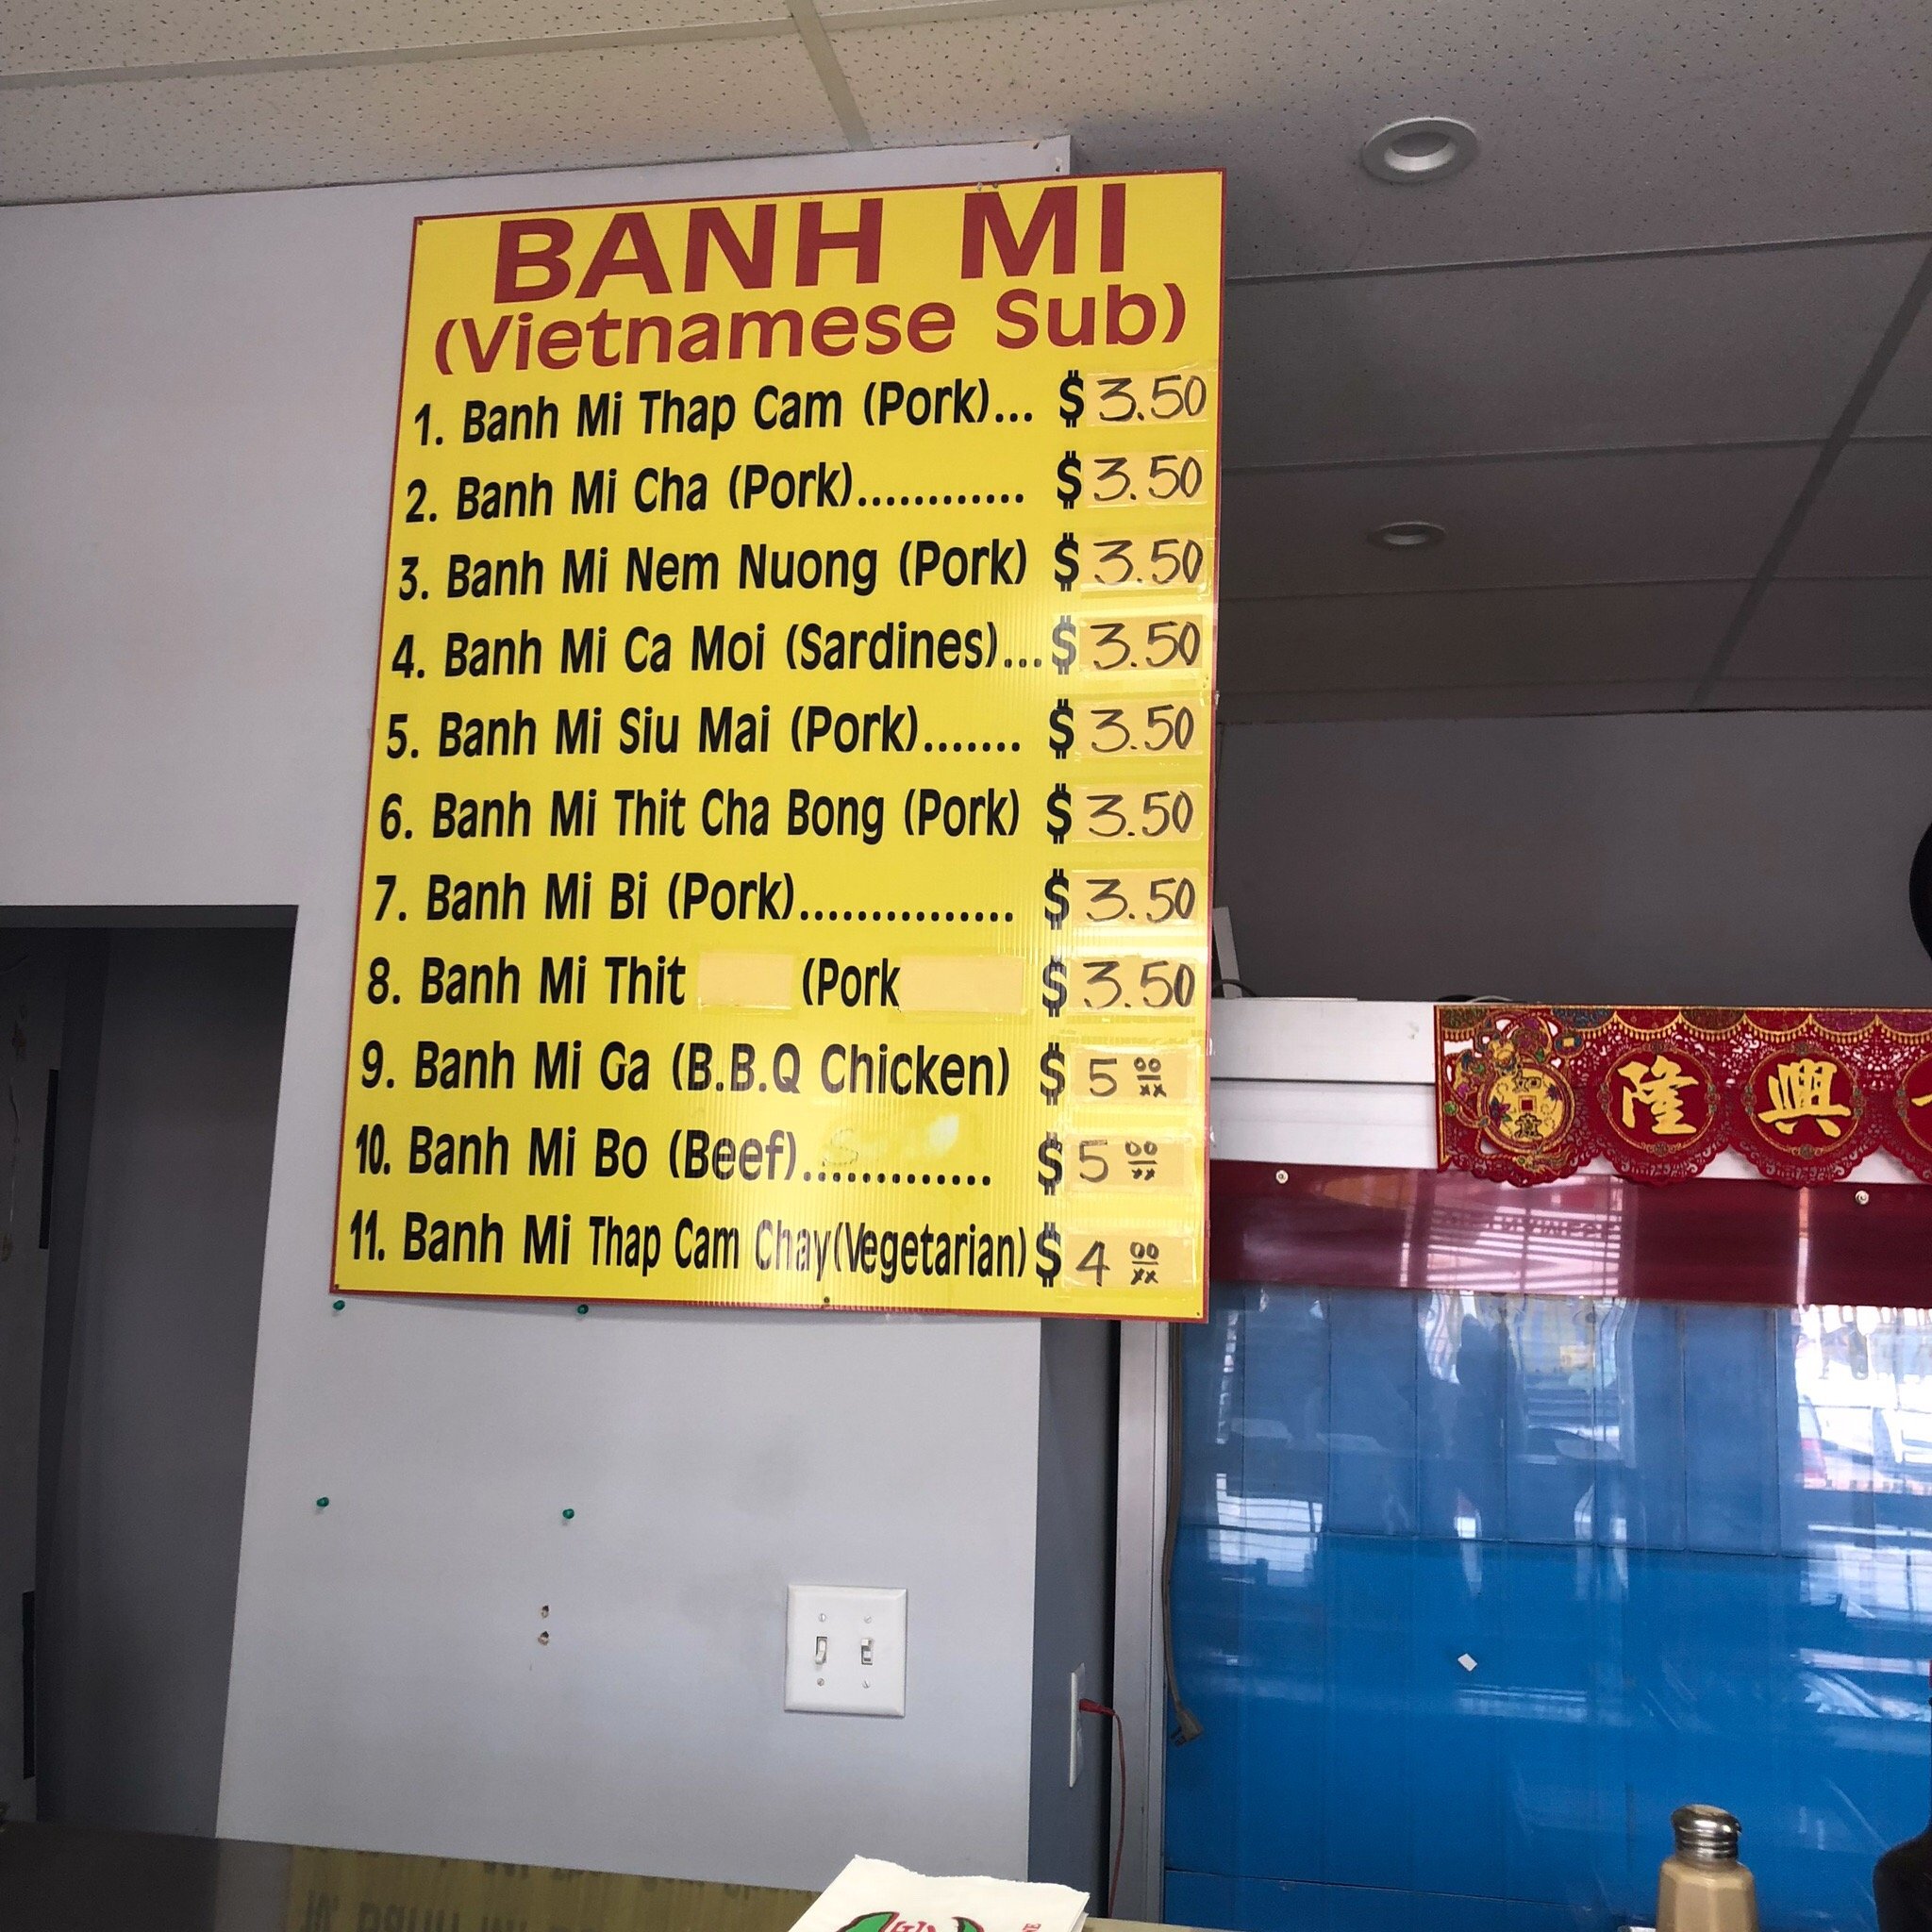 BANH MI
(Vietnamese Sub)
1. Banh Mi Thap Cam (Pork)... $ 3.50
2. Banh Mi Cha (Pork)............ $ 3.50
3. Banh Mi Nem Nuong (Pork) $ 3.50
4. Banh Mi Ca Moi (Sardines)... $ 3.50
5. Banh Mi Siu Mai (Pork)....... $ 3.50
6. Banh Mi Thit Cha Bong (Pork) $ 3.50
7. Banh Mi Bi (Pork)............... $ 3.50
8. Banh Mi Thit (Pork $ 3.50
9. Banh Mi Ga (B.B.Q Chicken) $ 5 00/xx
10. Banh Mi Bo (Beef)............. $ 5 00/xx
11. Banh Mi Thap Cam Chay(Vegetarian) $ 4 00/xx
隆 興